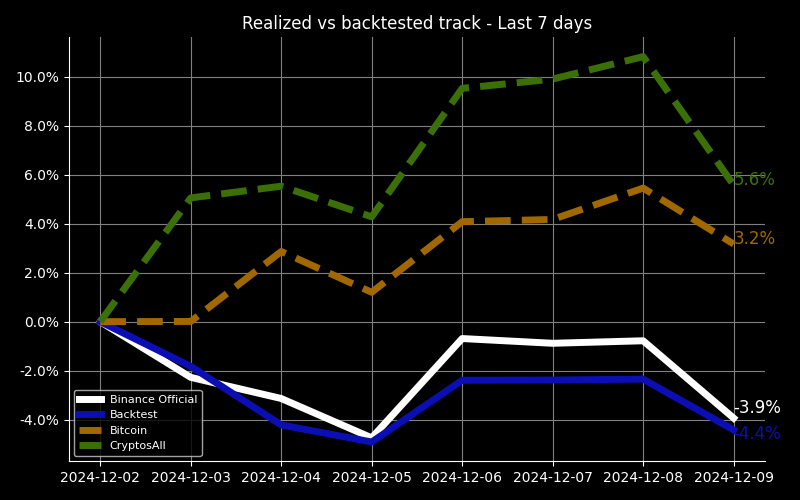 Realized vs backtested track - Last 7 days
10.0%
8.0%
6.0%
5.6%
4.0%
3.2%
2.0%
0.0%
-2.0%
-4.0%
-3.9%
-4.4%
Binance Official
Backtest
Bitcoin
CryptosAll
2024-12-02 2024-12-03 2024-12-04 2024-12-05 2024-12-06 2024-12-07 2024-12-08 2024-12-09